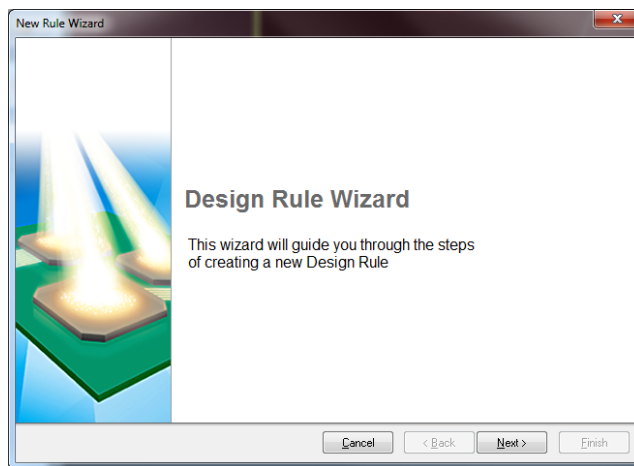 New Rule Wizard
Design Rule Wizard
This wizard will guide you through the steps
of creating a new Design Rule
Cancel
< Back
Next >
Finish